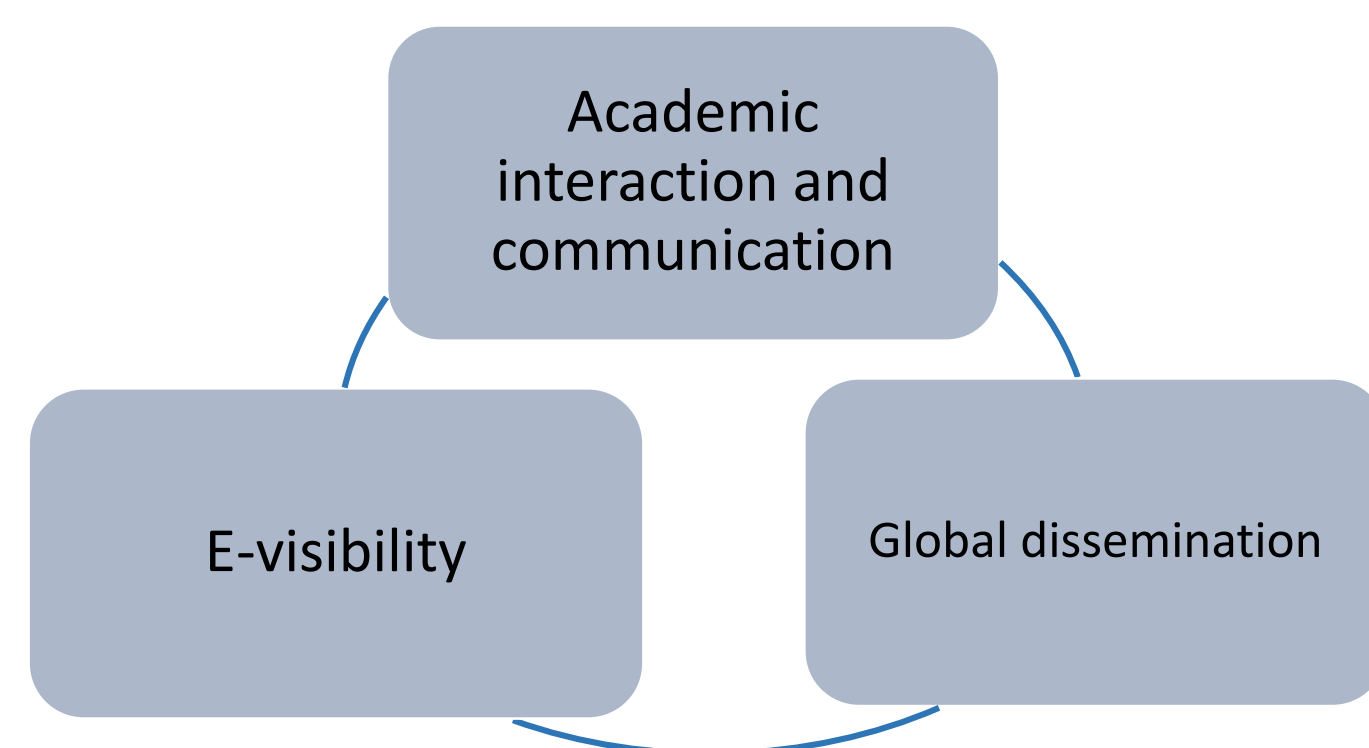 Academic
interaction and
communication
E-visibility
Global dissemination